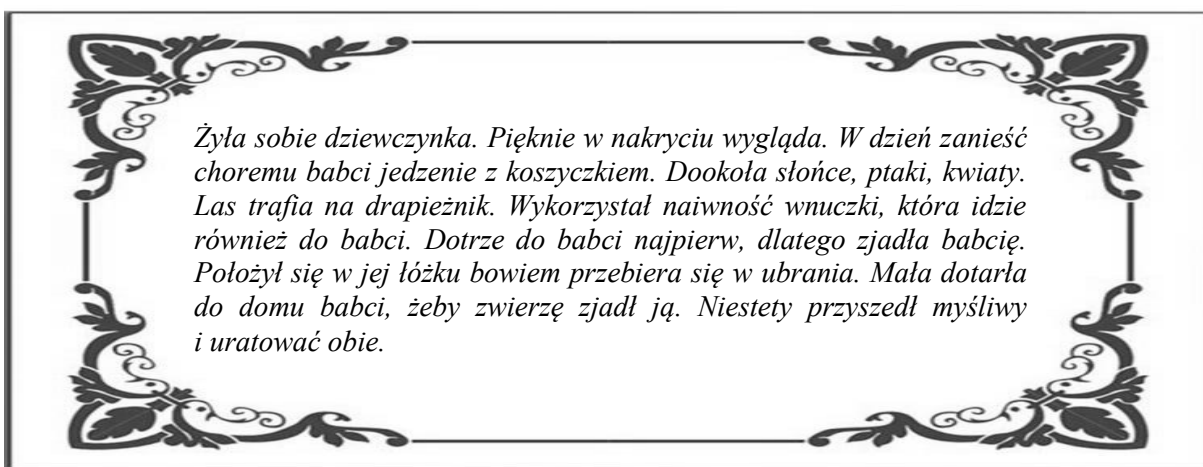 Żyła sobie dziewczynka. Pięknie w nakryciu wygląda. W dzień zanieść
choremu babci jedzenie z koszyczkiem. Dookoła słońce, ptaki, kwiaty.
Las trafia na drapieżnik. Wykorzystał naiwność wnuczki, która idzie
również do babci. Dotrze do babci najpierw, dlatego zjadła babcię.
Położył się w jej łóżku bowiem przebiera się w ubrania. Mała dotarła
do domu babci, żeby zwierzę zjadł ją. Niestety przyszedł myśliwy
i uratować obie.